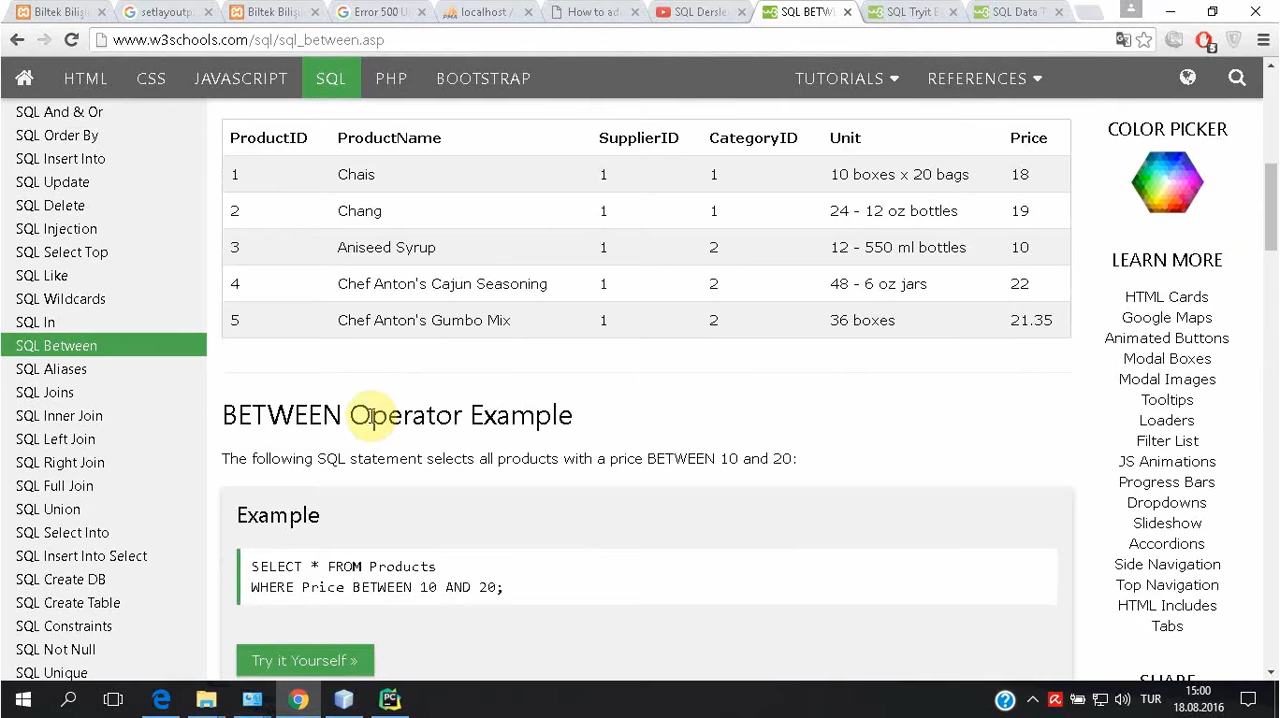 Biltek Bilişi
setlayoutp
Biltek Bilişi
Error 500 U
localhost /
How to ad
SQL Dersl
SQL BETW
SQL Tryit E
SQL Data
www.w3schools.com/sql/sql_between.asp
HTML CSS JAVASCRIPT SQL PHP BOOTSTRAP TUTORIALS REFERENCES
SQL And & Or
SQL Order By
SQL Insert Into
SQL Update
SQL Delete
SQL Injection
SQL Select Top
SQL Like
SQL Wildcards
SQL In
SQL Between
SQL Aliases
SQL Joins
SQL Inner Join
SQL Left Join
SQL Right Join
SQL Full Join
SQL Union
SQL Select Into
SQL Insert Into Select
SQL Create DB
SQL Create Table
SQL Constraints
SQL Not Null
SQL Unique
ProductID ProductName SupplierID CategoryID Unit Price
1 Chais 1 1 10 boxes x 20 bags 18
2 Chang 1 1 24 - 12 oz bottles 19
3 Aniseed Syrup 1 2 12 - 550 ml bottles 10
4 Chef Anton's Cajun Seasoning 1 2 48 - 6 oz jars 22
5 Chef Anton's Gumbo Mix 1 2 36 boxes 21.35
BETWEEN Operator Example
The following SQL statement selects all products with a price BETWEEN 10 and 20:
Example
SELECT * FROM Products
WHERE Price BETWEEN 10 AND 20;
Try it Yourself »
COLOR PICKER
LEARN MORE
HTML Cards
Google Maps
Animated Buttons
Modal Boxes
Modal Images
Tooltips
Loaders
Filter List
JS Animations
Progress Bars
Dropdowns
Slideshow
Accordions
Side Navigation
Top Navigation
HTML Includes
Tabs
SHARE
TUR
15:00
18.08.2016